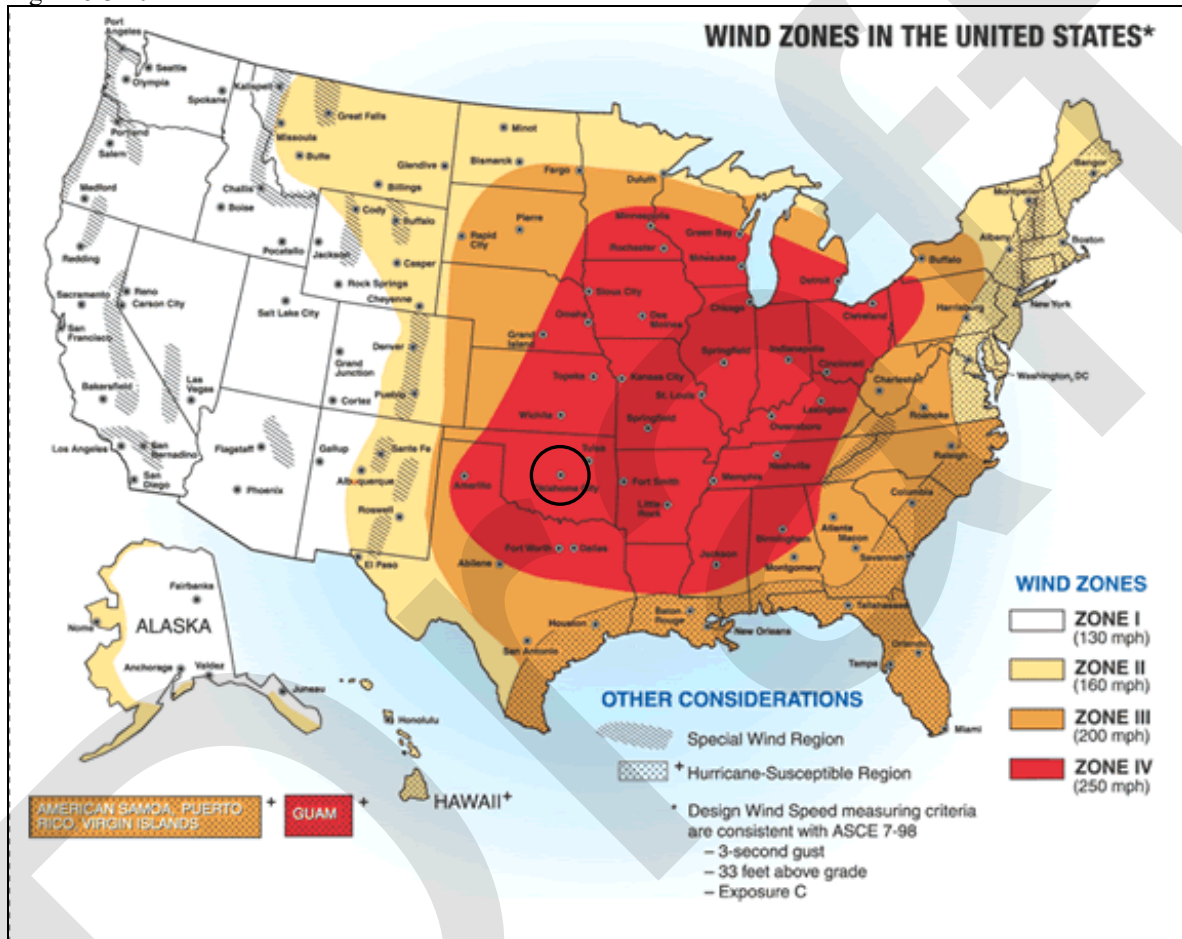 WIND ZONES IN THE UNITED STATES*
Port
Angeles
Seattle
Olympia
Spokane
Kalispell
Great Falls
Portland
Salem
Missoula
Butte
Glendive
Billings
Minot
Bismarck
Fargo
Duluth
Bangor
Montpelier
Medford
Challis
Boise
Cody
Buffalo
Pierre
Rapid
City
Minneapolis
Green Bay
Albany
Boston
Pocatello
Jackson
Casper
Rochester
Milwaukee
Detroit
Buffalo
Redding
Rock Springs
Cheyenne
Sioux City
Chicago
Cleveland
Harrisburg
New York
Reno
Carson City
Sacramento
San
Francisco
Salt Lake City
Omaha
Des
Moines
Grand
Island
Denver
Grand
Junction
Springfield
Indianapolis
Cincinnati
Charleston
Washington, DC
Topeka
Kansas City
St. Louis
Bakersfield
Las
Vegas
Cortez
Pueblo
Lexington
Roanoke
Wichita
Springfield
Owensboro
Los Angeles
San
Bernadino
Flagstaff
Gallup
Sante Fe
Tulsa
Nashville
Raleigh
San
Diego
Phoenix
Albuquerque
Amarillo
Oklahoma City
Fort Smith
Memphis
Little
Rock
Columbia
Roswell
Atlanta
Macon
Birmingham
Savannah
El Paso
Abilene
Fort Worth
Dallas
Jackson
Montgomery
Tallahassee
Houston
Baton
Rouge
New Orleans
San Antonio
Orlando
Tampa
Miami
Fairbanks
Nome
ALASKA
Anchorage
Valdez
Juneau
Honolulu
HAWAII+
AMERICAN SAMOA, PUERTO
RICO, VIRGIN ISLANDS
+
GUAM
+
OTHER CONSIDERATIONS
Special Wind Region
+ Hurricane-Susceptible Region
* Design Wind Speed measuring criteria
are consistent with ASCE 7-98
– 3-second gust
– 33 feet above grade
– Exposure C
WIND ZONES
ZONE I
(130 mph)
ZONE II
(160 mph)
ZONE III
(200 mph)
ZONE IV
(250 mph)